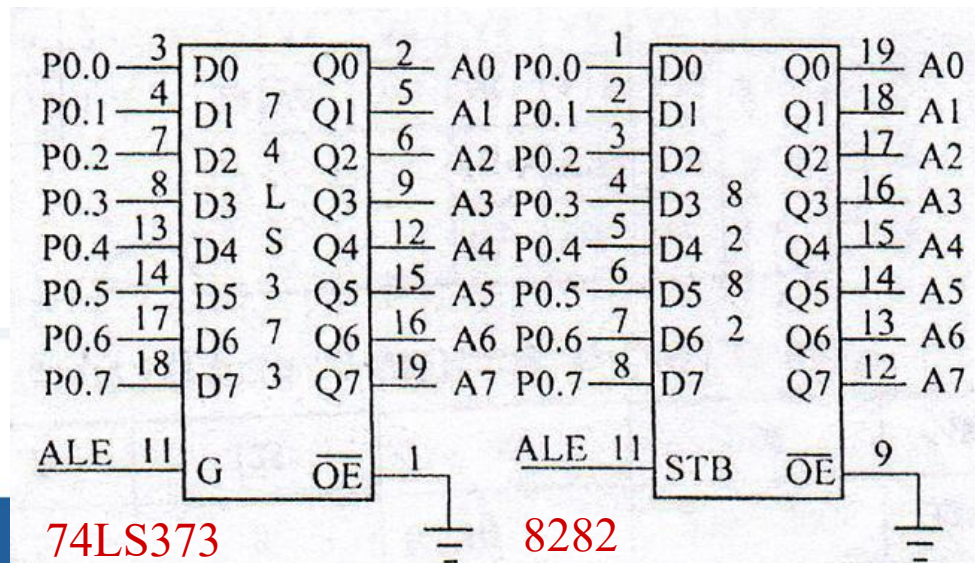 P0.0 3 D0 Q0 2 A0 P0.0 1 D0 Q0 19 A0
P0.1 4 D1 7 Q1 5 A1 P0.1 2 D1 Q1 18 A1
P0.2 7 D2 4 Q2 6 A2 P0.2 3 D2 Q2 17 A2
P0.3 8 D3 L Q3 9 A3 P0.3 4 D3 8 Q3 16 A3
P0.4 13 D4 S Q4 12 A4 P0.4 5 D4 2 Q4 15 A4
P0.5 14 D5 3 Q5 15 A5 P0.5 6 D5 8 Q5 14 A5
P0.6 17 D6 7 Q6 16 A6 P0.6 7 D6 2 Q6 13 A6
P0.7 18 D7 3 Q7 19 A7 P0.7 8 D7 Q7 12 A7
ALE 11 G OE 1 ALE 11 STB OE 9
74LS373 8282